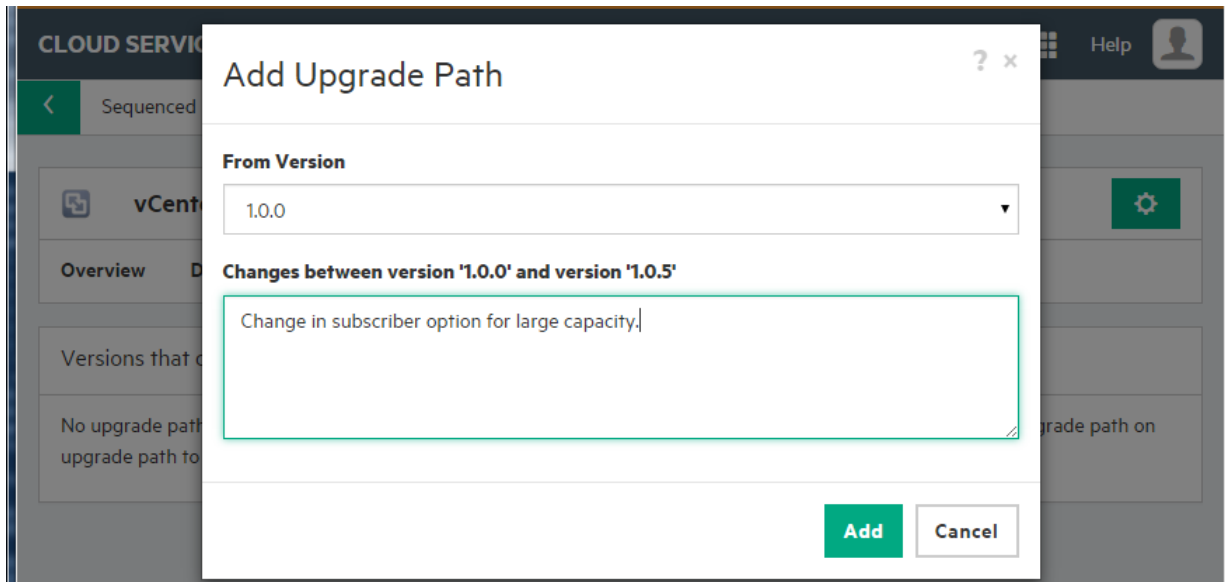 CLOUD SERVIC
Help
Add Upgrade Path
? ×
Sequenced
From Version
vCente
1.0.0
Overview D
Changes between version '1.0.0' and version '1.0.5'
Change in subscriber option for large capacity.
Versions that c
No upgrade path
grade path on
upgrade path to
Add Cancel